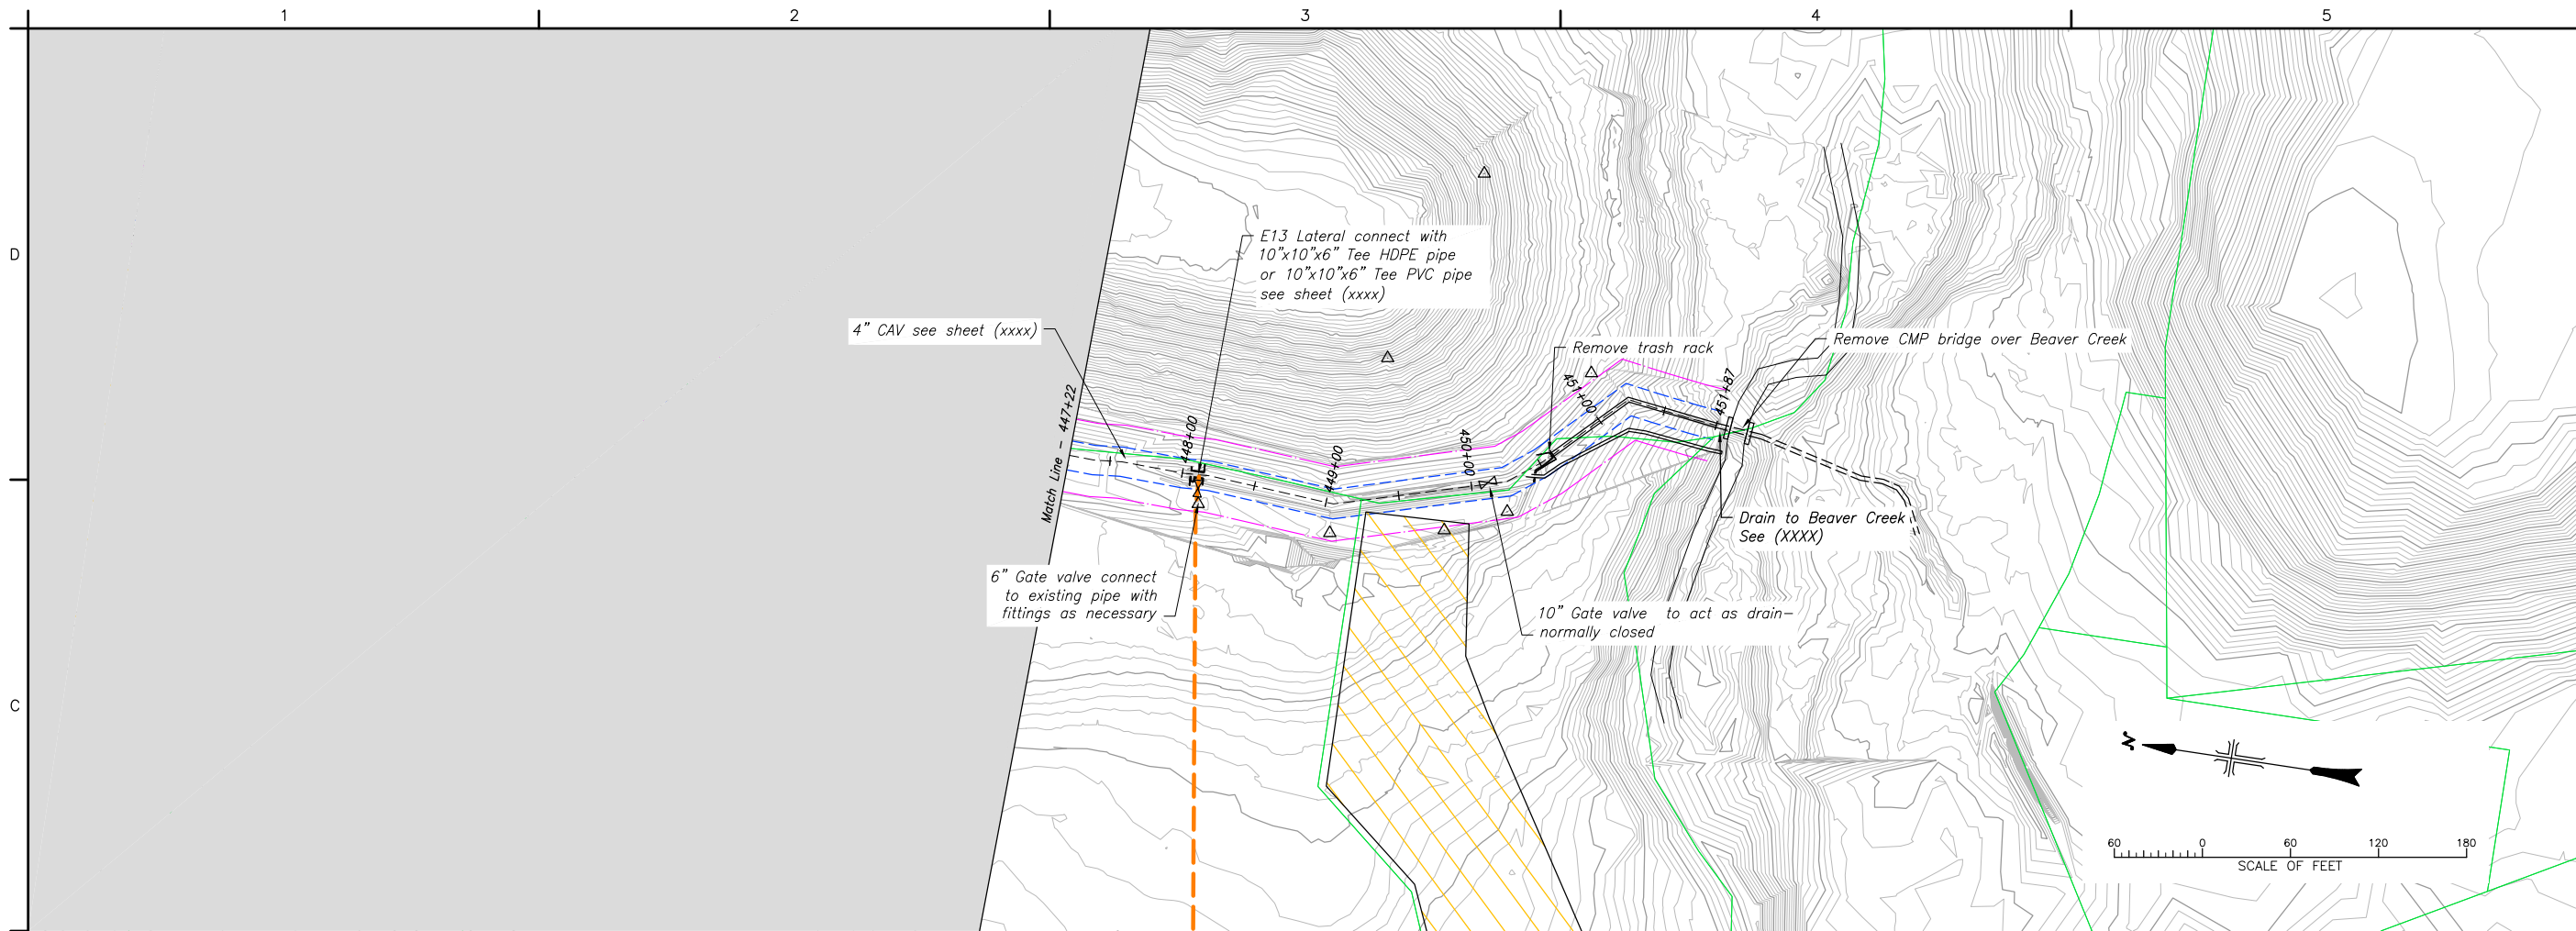 1 2 3 4 5
D
C
E13 Lateral connect with
10"x10"x6" Tee HDPE pipe
or 10"x10"x6" Tee PVC pipe
see sheet (xxxx)
4" CAV see sheet (xxxx)
Remove trash rack
Remove CMP bridge over Beaver Creek
Match Line - 447+22
448+00
449+00
450+00
451+00
451+87
Drain to Beaver Creek
See (XXXX)
6" Gate valve connect
to existing pipe with
fittings as necessary
10" Gate valve to act as drain-
normally closed
N
60 0 60 120 180
SCALE OF FEET